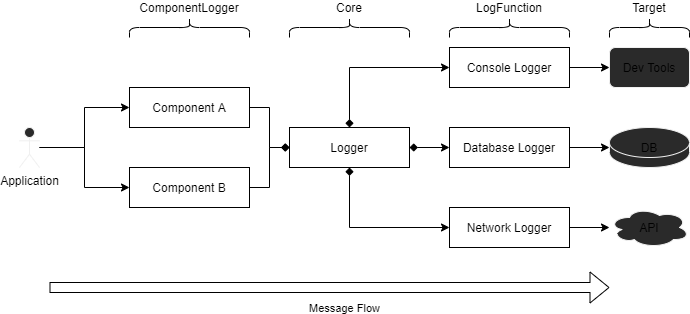 ComponentLogger
Core
LogFunction
Target
Console Logger
Dev Tools
Component A
Application
Logger
Database Logger
DB
Component B
Network Logger
API
Message Flow